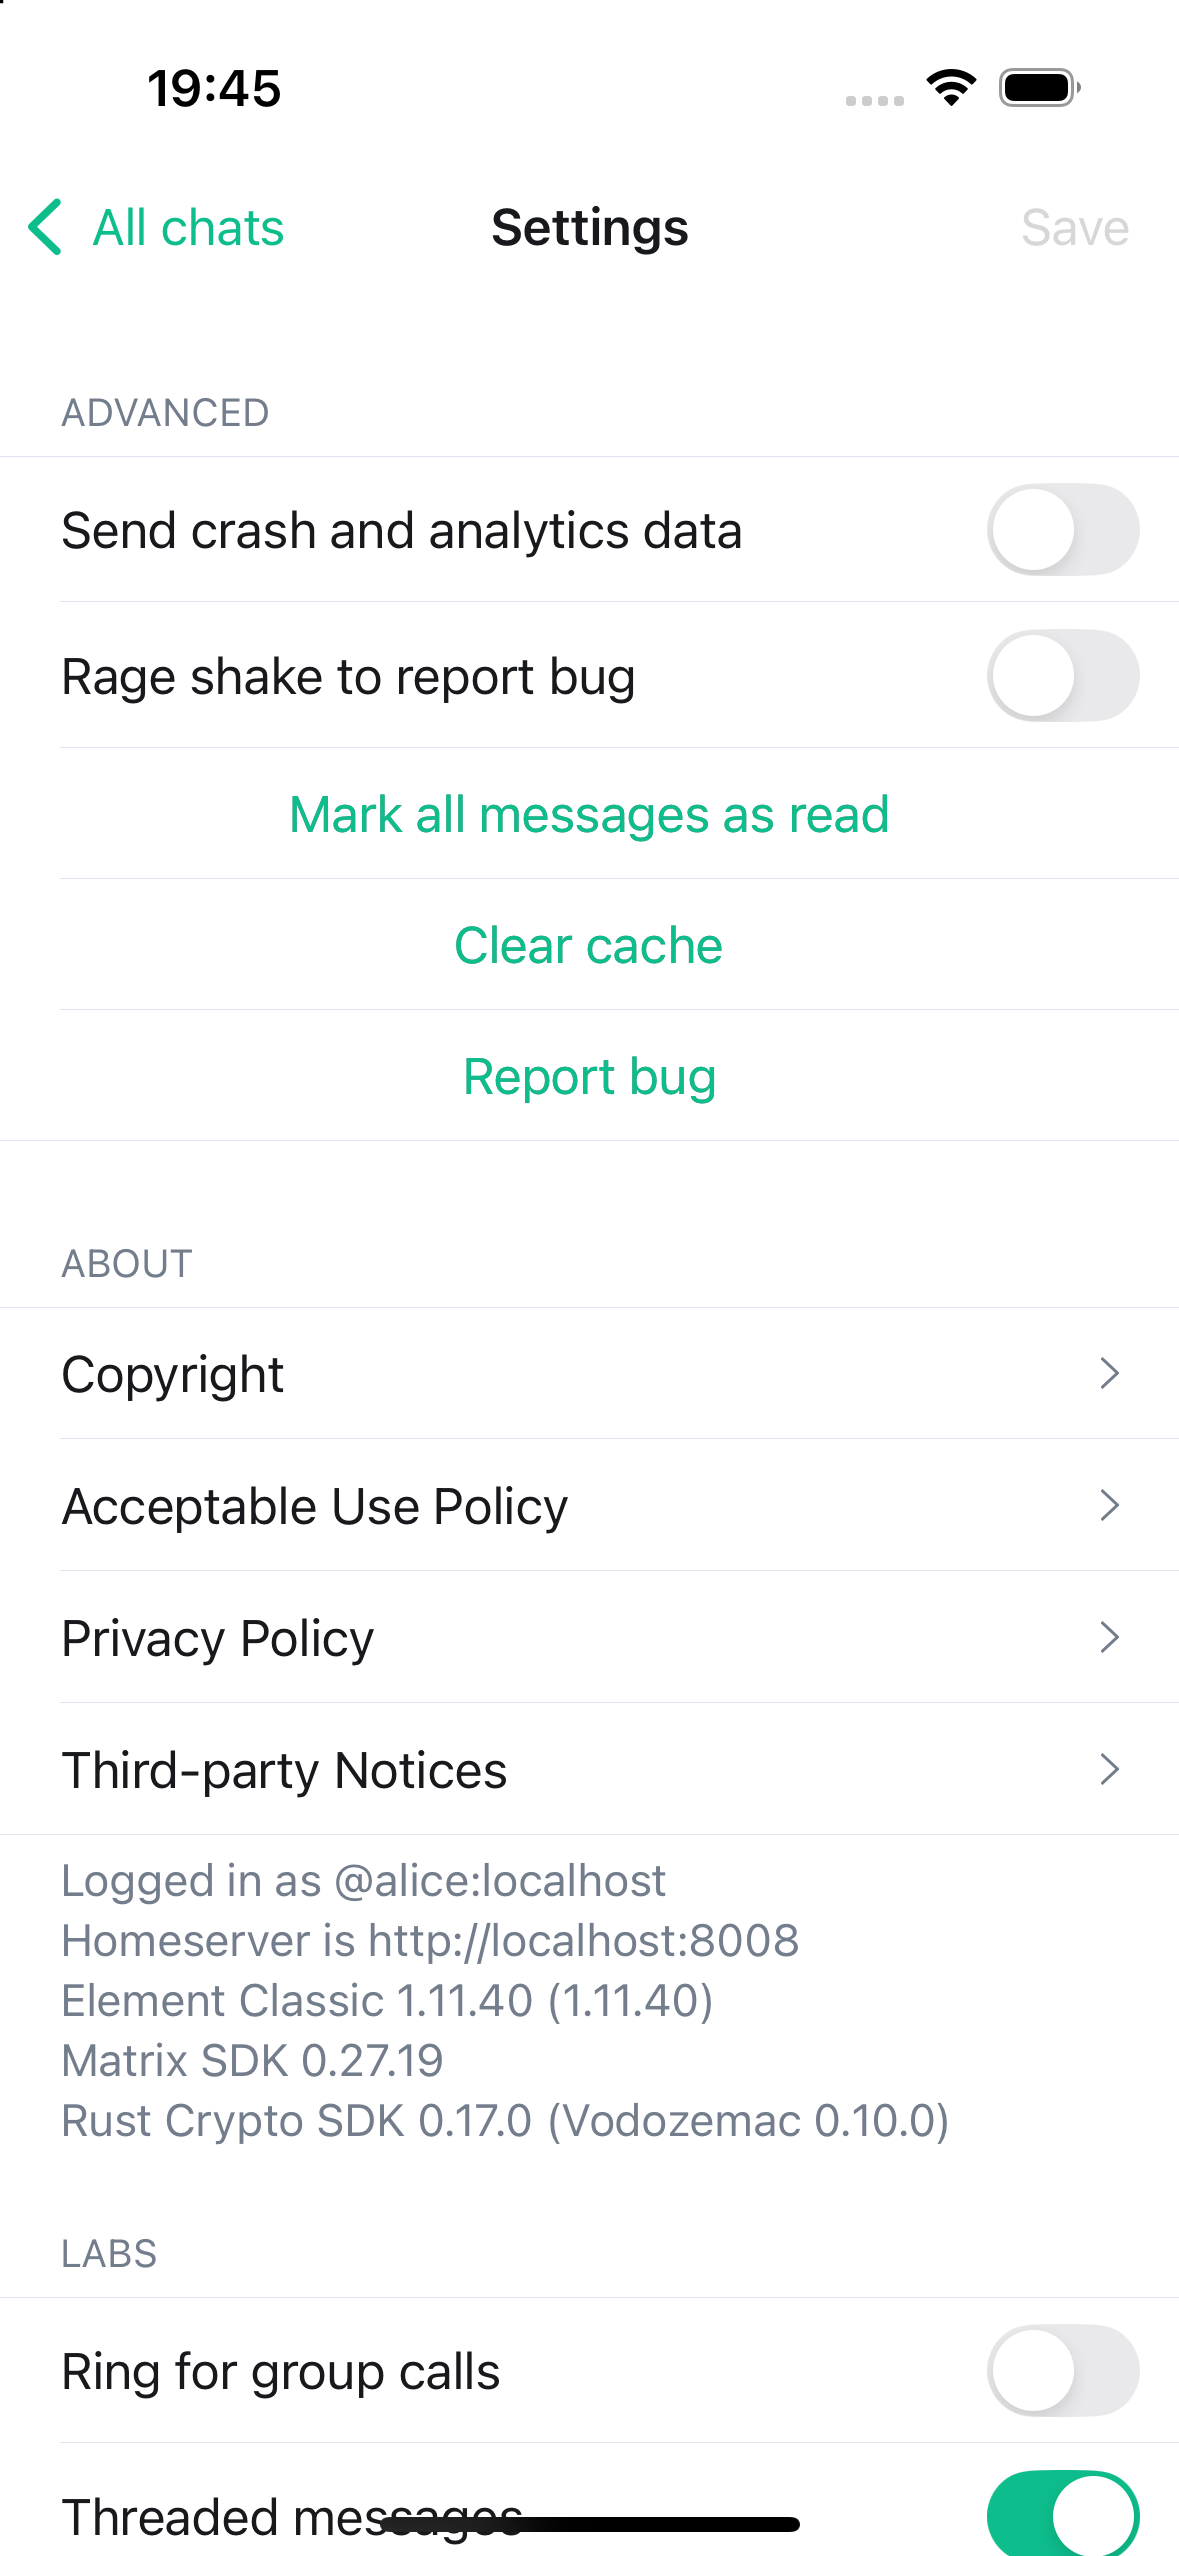 19:45
All chats
Settings
Save
ADVANCED
Send crash and analytics data
Rage shake to report bug
Mark all messages as read
Clear cache
Report bug
ABOUT
Copyright
Acceptable Use Policy
Privacy Policy
Third-party Notices
Logged in as @alice:localhost
Homeserver is http://localhost:8008
Element Classic 1.11.40 (1.11.40)
Matrix SDK 0.27.19
Rust Crypto SDK 0.17.0 (Vodozemac 0.10.0)
LABS
Ring for group calls
Threaded messages